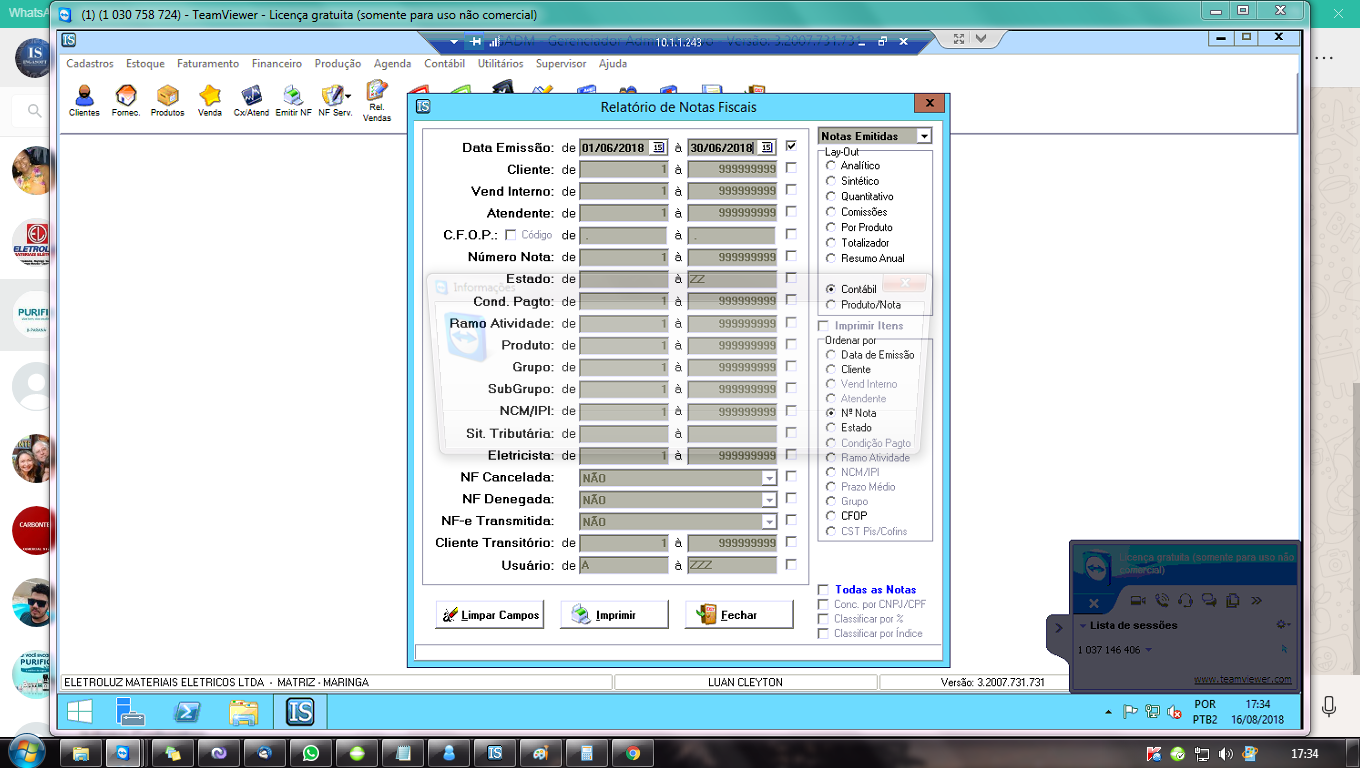 WhatsA
(1) (1 030 758 724) - TeamViewer - Licença gratuita (somente para uso não comercial)
10.1.1.243
Versão: 3.2007.731.731
Cadastros Estoque Faturamento Financeiro Produção Agenda Contábil Utilitários Supervisor Ajuda
Clientes Fornec. Produtos Venda Cx/Atend Emitir NF NF Serv. Rel. Vendas
Relatório de Notas Fiscais
Data Emissão: de 01/06/2018 à 30/06/2018
Cliente: de 1 à 999999999
Vend Interno: de 1 à 999999999
Atendente: de 1 à 999999999
C.F.O.P.: Código de . à .
Número Nota: de 1 à 999999999
Estado: de à ZZ
Informações
Cond. Pagto: de 1 à 999999999
Ramo Atividade: de 1 à 999999999
Produto: de 1 à 999999999
Grupo: de 1 à 999999999
SubGrupo: de 1 à 999999999
NCM/IPI: de 1 à 999999999
Sit. Tributária: de à
Eletricista: de 1 à 999999999
NF Cancelada: NÃO
NF Denegada: NÃO
NF-e Transmitida: NÃO
Cliente Transitório: de 1 à 999999999
Usuário: de A à ZZZ
Limpar Campos Imprimir Fechar
Notas Emitidas
Lay-Out
Analítico
Sintético
Quantitativo
Comissões
Por Produto
Totalizador
Resumo Anual
Contábil
Produto/Nota
Imprimir Itens
Ordenar por
Data de Emissão
Cliente
Vend Interno
Atendente
Nº Nota
Estado
Condição Pagto
Ramo Atividade
NCM/IPI
Prazo Médio
Grupo
CFOP
CST Pis/Cofins
Todas as Notas
Conc. por CNPJ/CPF
Classificar por %
Classificar por Índice
Licença gratuita (somente para uso não
comercial)
Lista de sessões
1 037 146 406
www.teamviewer.com
ELETROLUZ MATERIAIS ELETRICOS LTDA - MATRIZ - MARINGA LUAN CLEYTON Versão: 3.2007.731.731
IS
POR 17:34
PTB2 16/08/2018
17:34